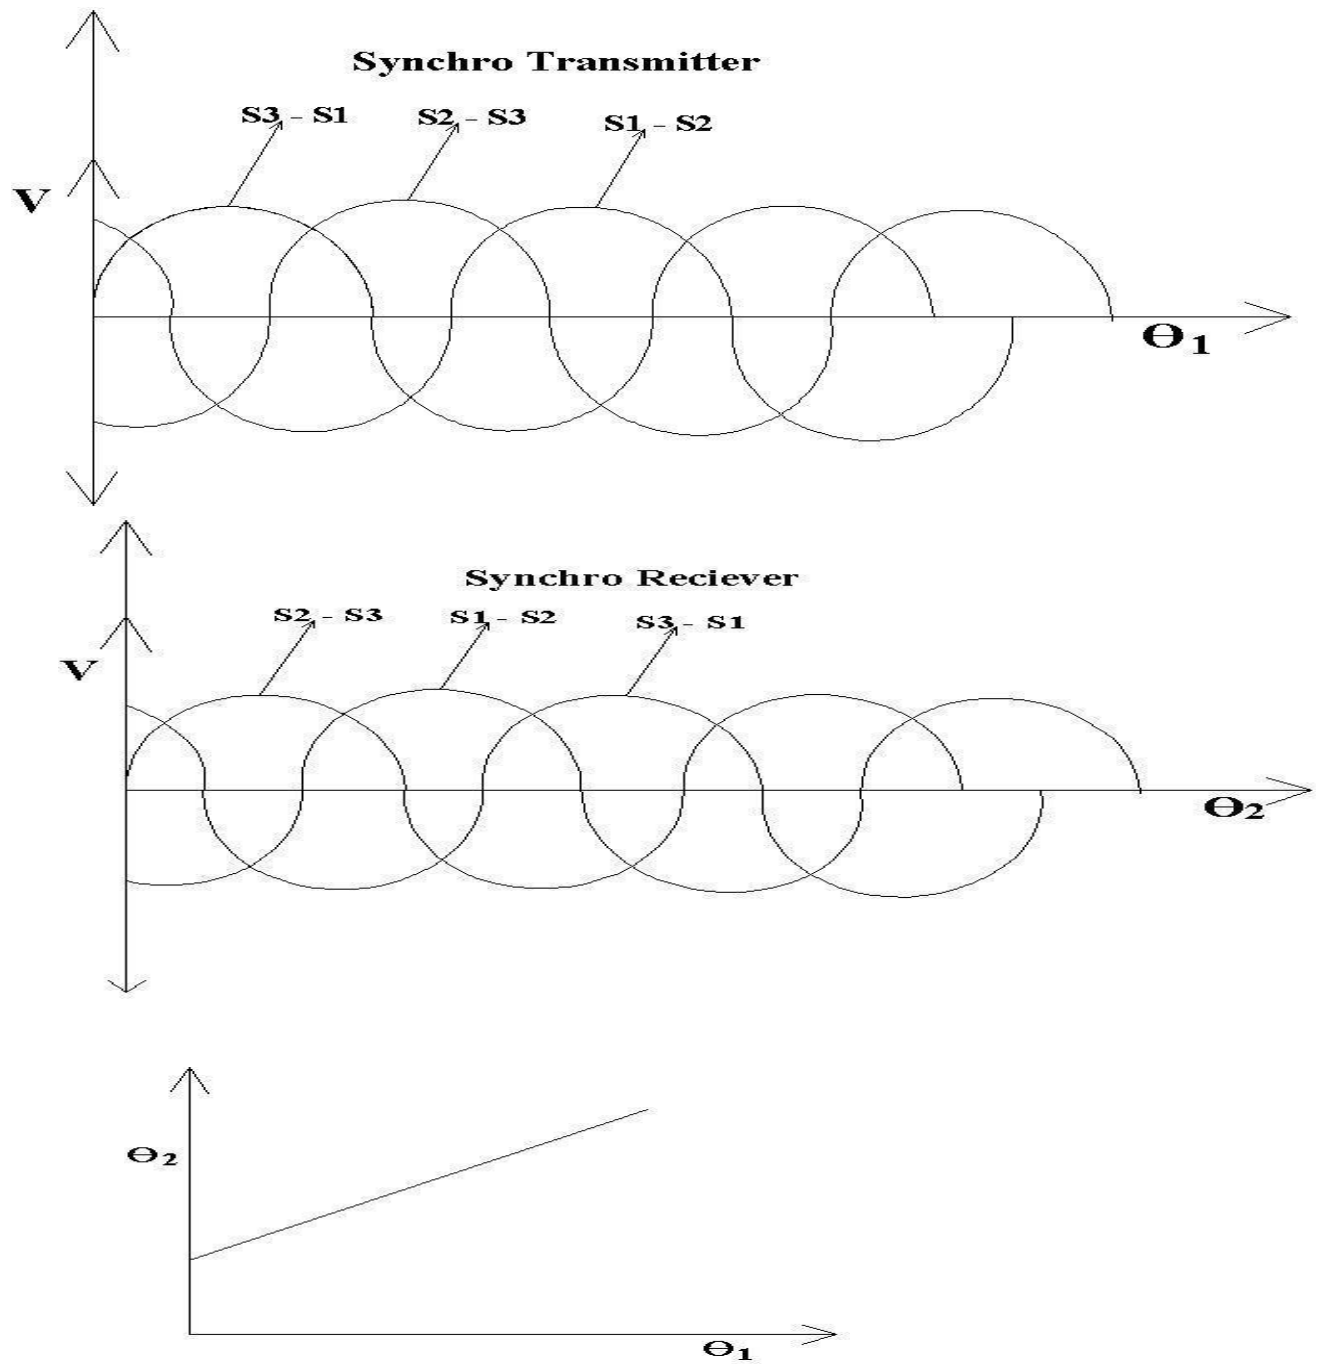 Synchro Transmitter
S3 - S1
S2 - S3
S1 - S2
V
Θ1
Synchro Reciever
S2 - S3
S1 - S2
S3 - S1
V
Θ2
Θ2
Θ1